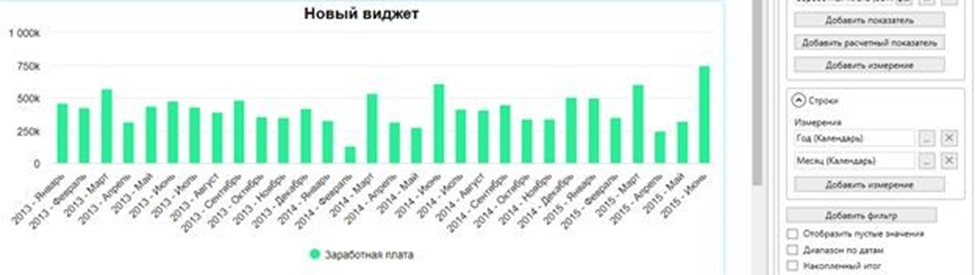 Новый виджет
1 000k
750k
500k
250k
0
2013 - Январь
2013 - Февраль
2013 - Март
2013 - Апрель
2013 - Май
2013 - Июнь
2013 - Июль
2013 - Август
2013 - Сентябрь
2013 - Октябрь
2013 - Ноябрь
2013 - Декабрь
2014 - Январь
2014 - Февраль
2014 - Март
2014 - Апрель
2014 - Май
2014 - Июнь
2014 - Июль
2014 - Август
2014 - Сентябрь
2014 - Октябрь
2014 - Ноябрь
2014 - Декабрь
2015 - Январь
2015 - Февраль
2015 - Март
2015 - Апрель
2015 - Май
2015 - Июнь
Заработная плата
Добавить показатель
Добавить расчетный показатель
Добавить измерение
Строки
Измерения
Год (Календарь) ...
Месяц (Календарь) ...
Добавить измерение
Добавить фильтр
Отобразить пустые значения
Диапазон по датам
Накопленный итог